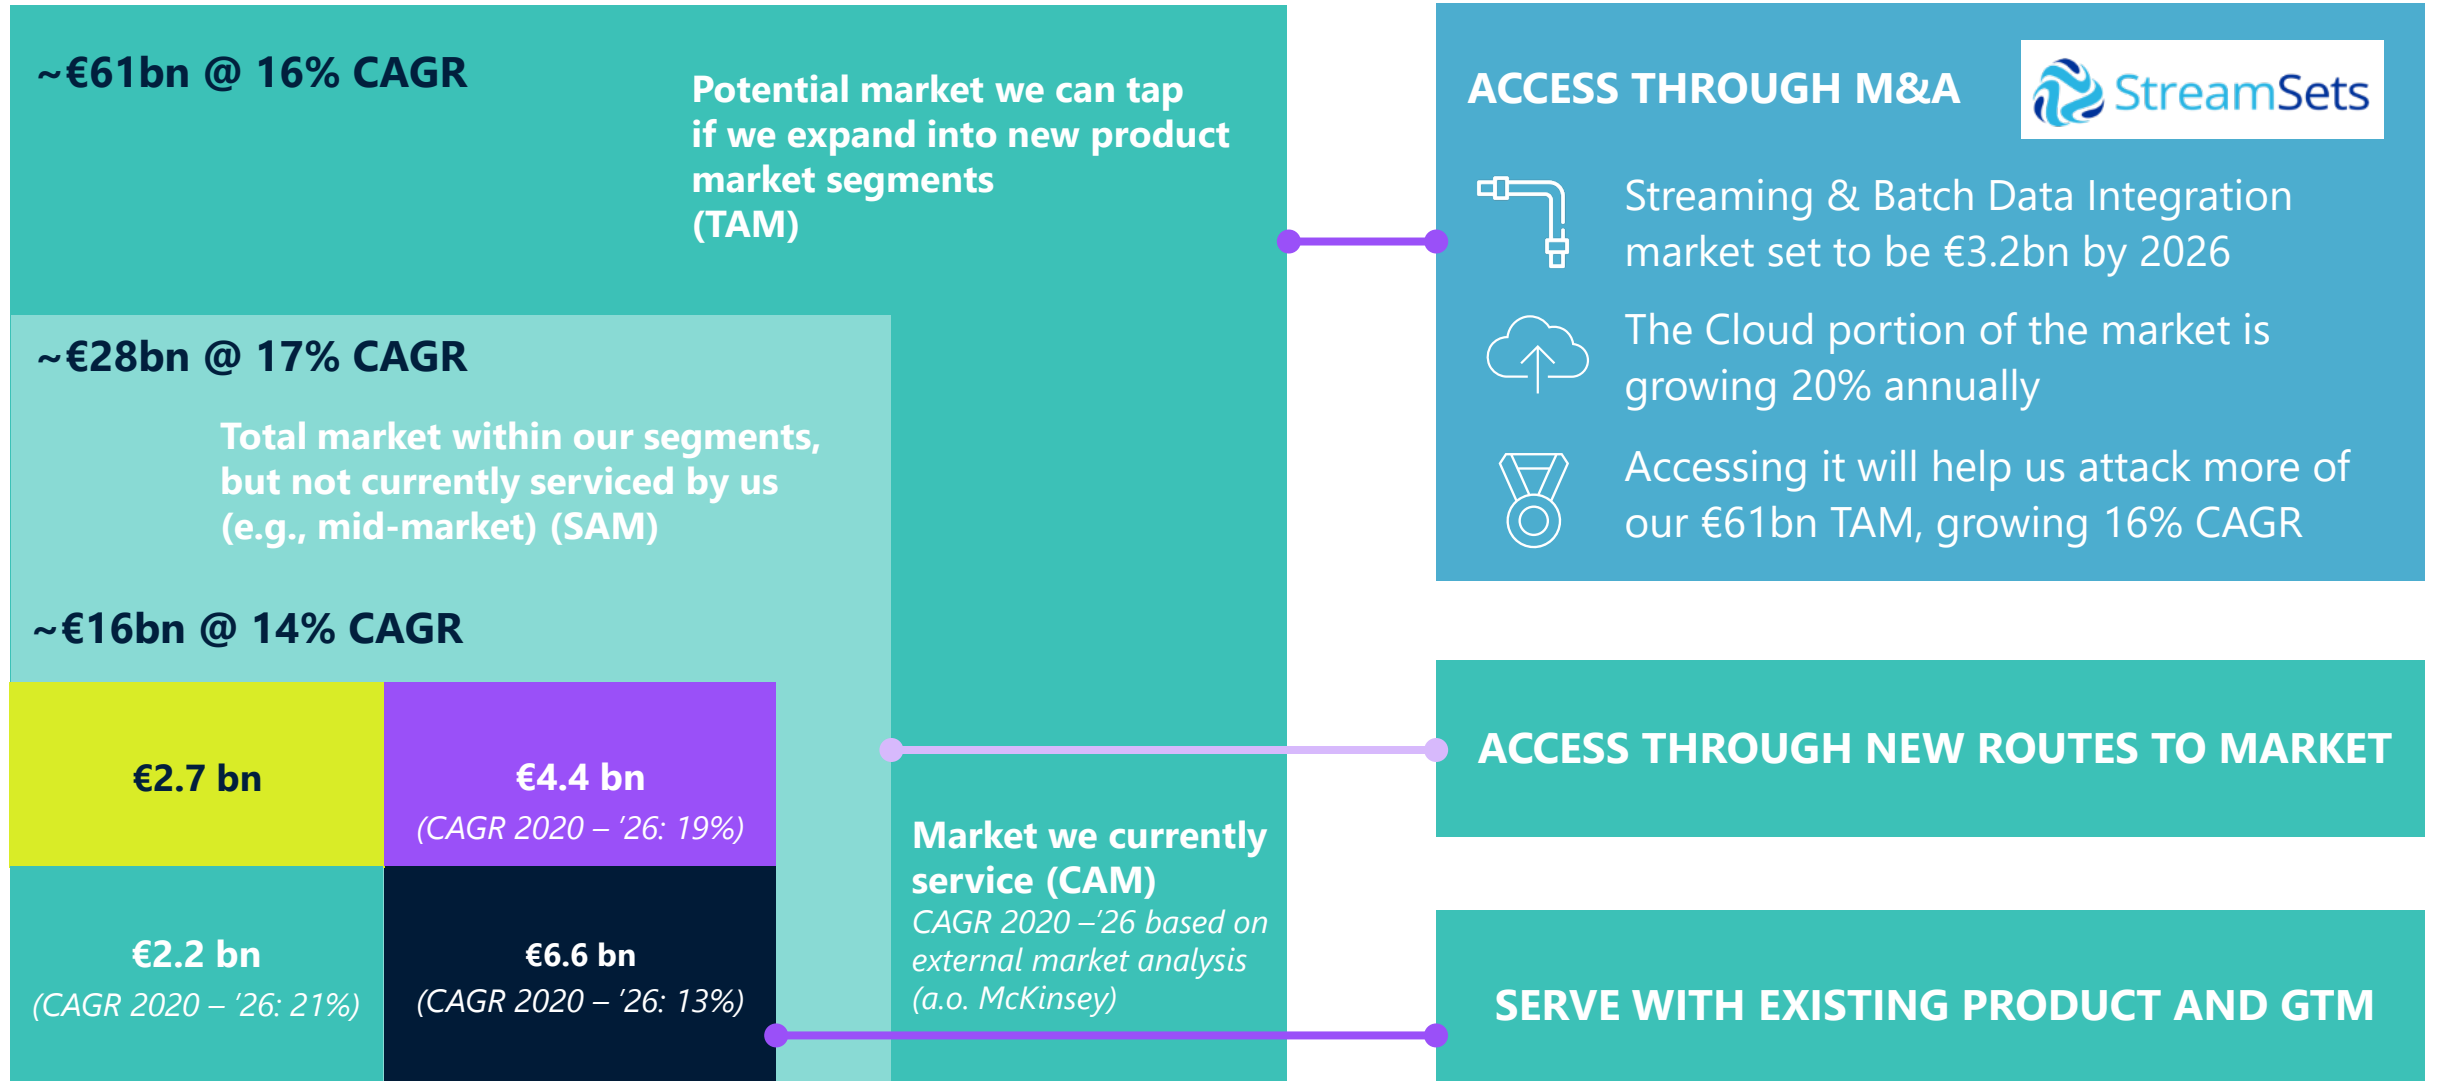 ~€61bn @ 16% CAGR
Potential market we can tap
if we expand into new product
market segments
(TAM)
~€28bn @ 17% CAGR
Total market within our segments,
but not currently serviced by us
(e.g., mid-market) (SAM)
~€16bn @ 14% CAGR
€2.7 bn
€4.4 bn
(CAGR 2020 – ’26: 19%)
€2.2 bn
(CAGR 2020 – ’26: 21%)
€6.6 bn
(CAGR 2020 – ’26: 13%)
Market we currently
service (CAM)
CAGR 2020 –’26 based on
external market analysis
(a.o. McKinsey)
ACCESS THROUGH M&A
StreamSets
Streaming & Batch Data Integration
market set to be €3.2bn by 2026
The Cloud portion of the market is
growing 20% annually
Accessing it will help us attack more of
our €61bn TAM, growing 16% CAGR
ACCESS THROUGH NEW ROUTES TO MARKET
SERVE WITH EXISTING PRODUCT AND GTM